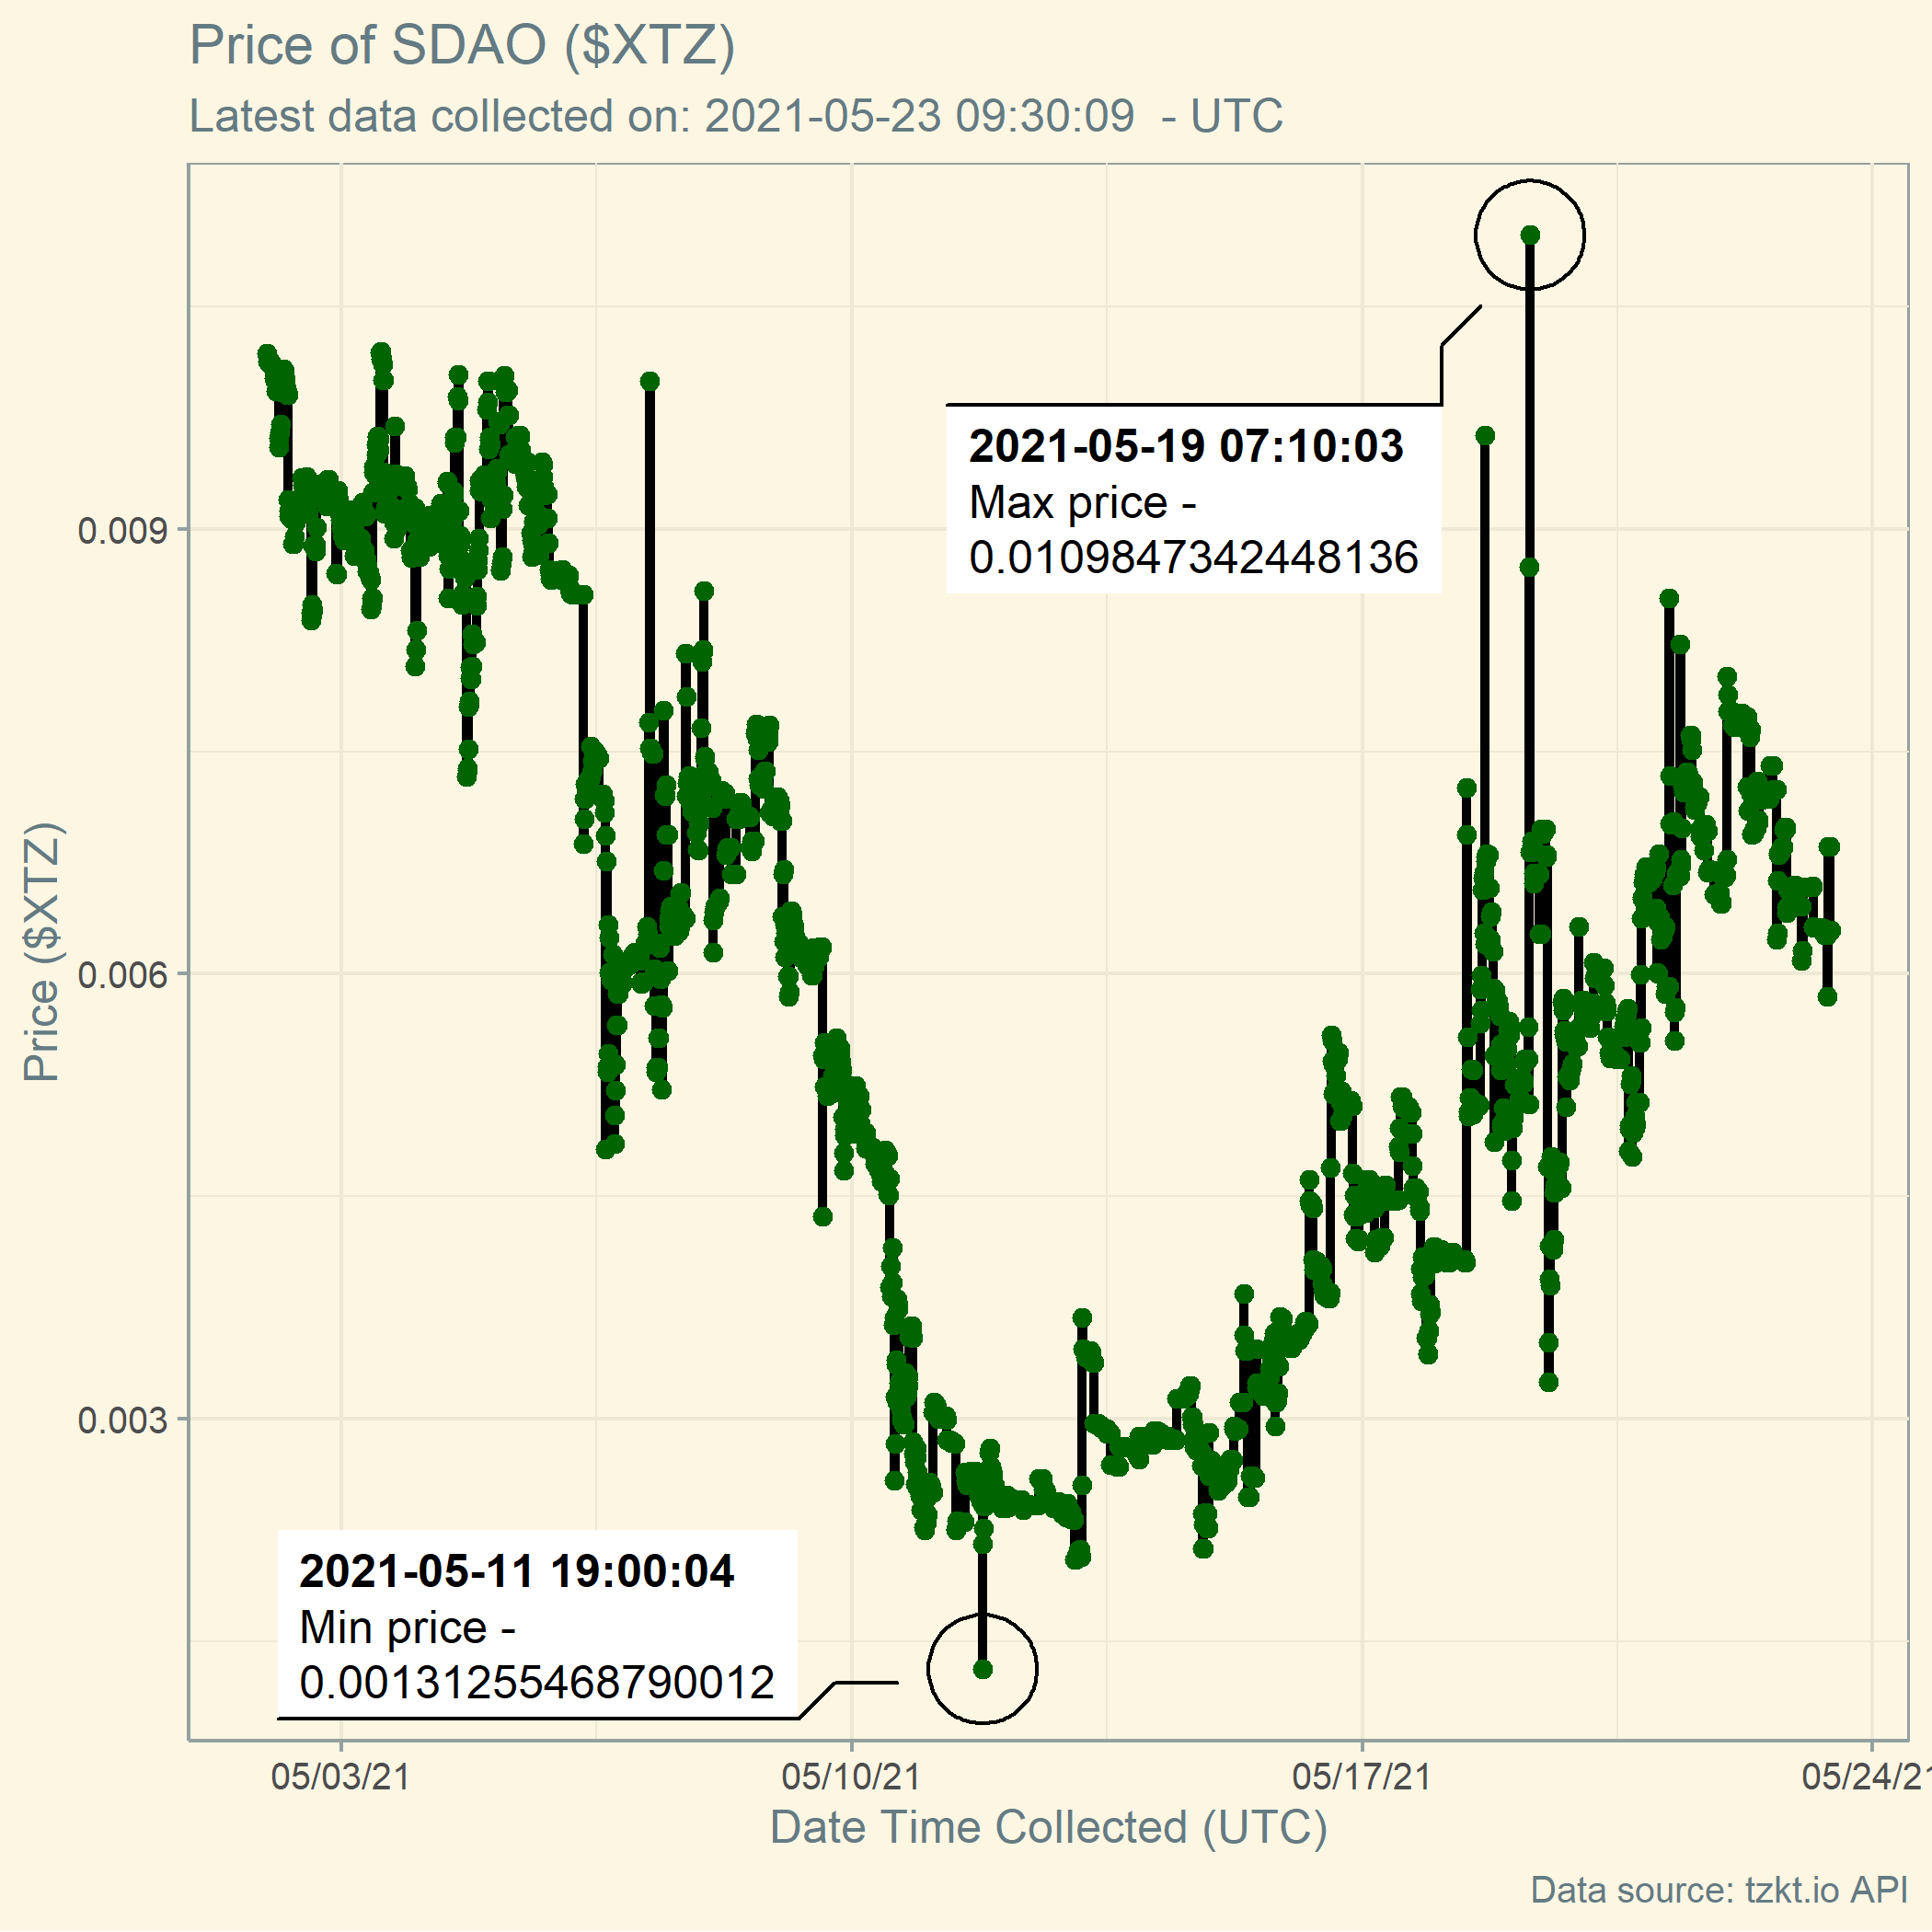 Price of SDAO ($XTZ)
Latest data collected on: 2021-05-23 09:30:09  - UTC
2021-05-19 07:10:03
Max price -
0.0109847342448136
0.009
0.006
0.003
Price ($XTZ)
2021-05-11 19:00:04
Min price -
0.00131255468790012
05/03/21
05/10/21
05/17/21
05/24/21
Date Time Collected (UTC)
Data source: tzkt.io API